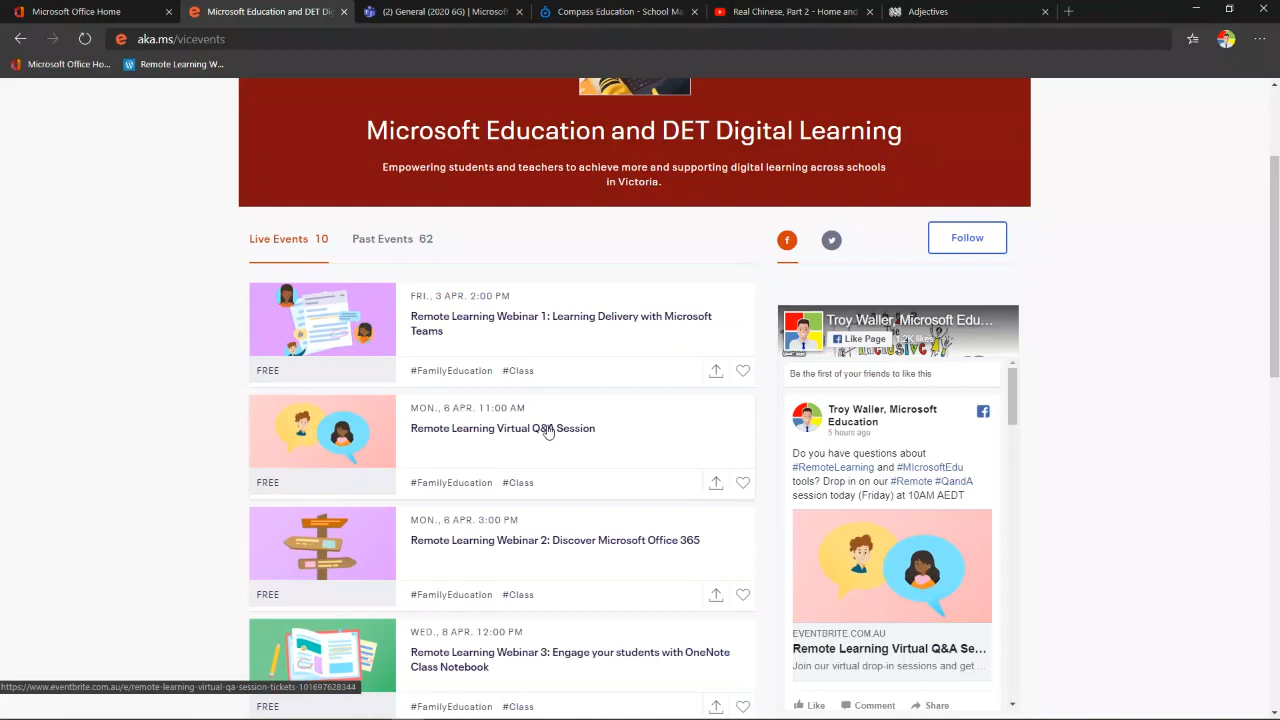 Microsoft Office Home
Microsoft Education and DET Di
(2) General (2020 6G) | Microsoft
Compass Education - School Ma
Real Chinese, Part 2 - Home and
Adjectives
aka.ms/vicevents
Microsoft Office Ho...
Remote Learning W...
Microsoft Education and DET Digital Learning
Empowering students and teachers to achieve more and supporting digital learning across schools
in Victoria.
Live Events 10
Past Events 62
Follow
FRI., 3 APR. 2:00 PM
Remote Learning Webinar 1: Learning Delivery with Microsoft
Teams
FREE
#FamilyEducation #Class
MON., 6 APR. 11:00 AM
Remote Learning Virtual Q&A Session
FREE
#FamilyEducation #Class
MON., 6 APR. 3:00 PM
Remote Learning Webinar 2: Discover Microsoft Office 365
FREE
#FamilyEducation #Class
WED., 8 APR. 12:00 PM
Remote Learning Webinar 3: Engage your students with OneNote
Class Notebook
FREE
#FamilyEducation #Class
Troy Waller, Microsoft Edu...
Like Page
1.2K likes
Be the first of your friends to like this
Troy Waller, Microsoft
Education
5 hours ago
Do you have questions about
#RemoteLearning and #MIcrosoftEdu
tools? Drop in on our #Remote #QandA
session today (Friday) at 10AM AEDT
EVENTBRITE.COM.AU
Remote Learning Virtual Q&A Se...
Join our virtual drop-in sessions and get ...
Like
Comment
Share
https://www.eventbrite.com.au/e/remote-learning-virtual-qa-session-tickets-101697628344